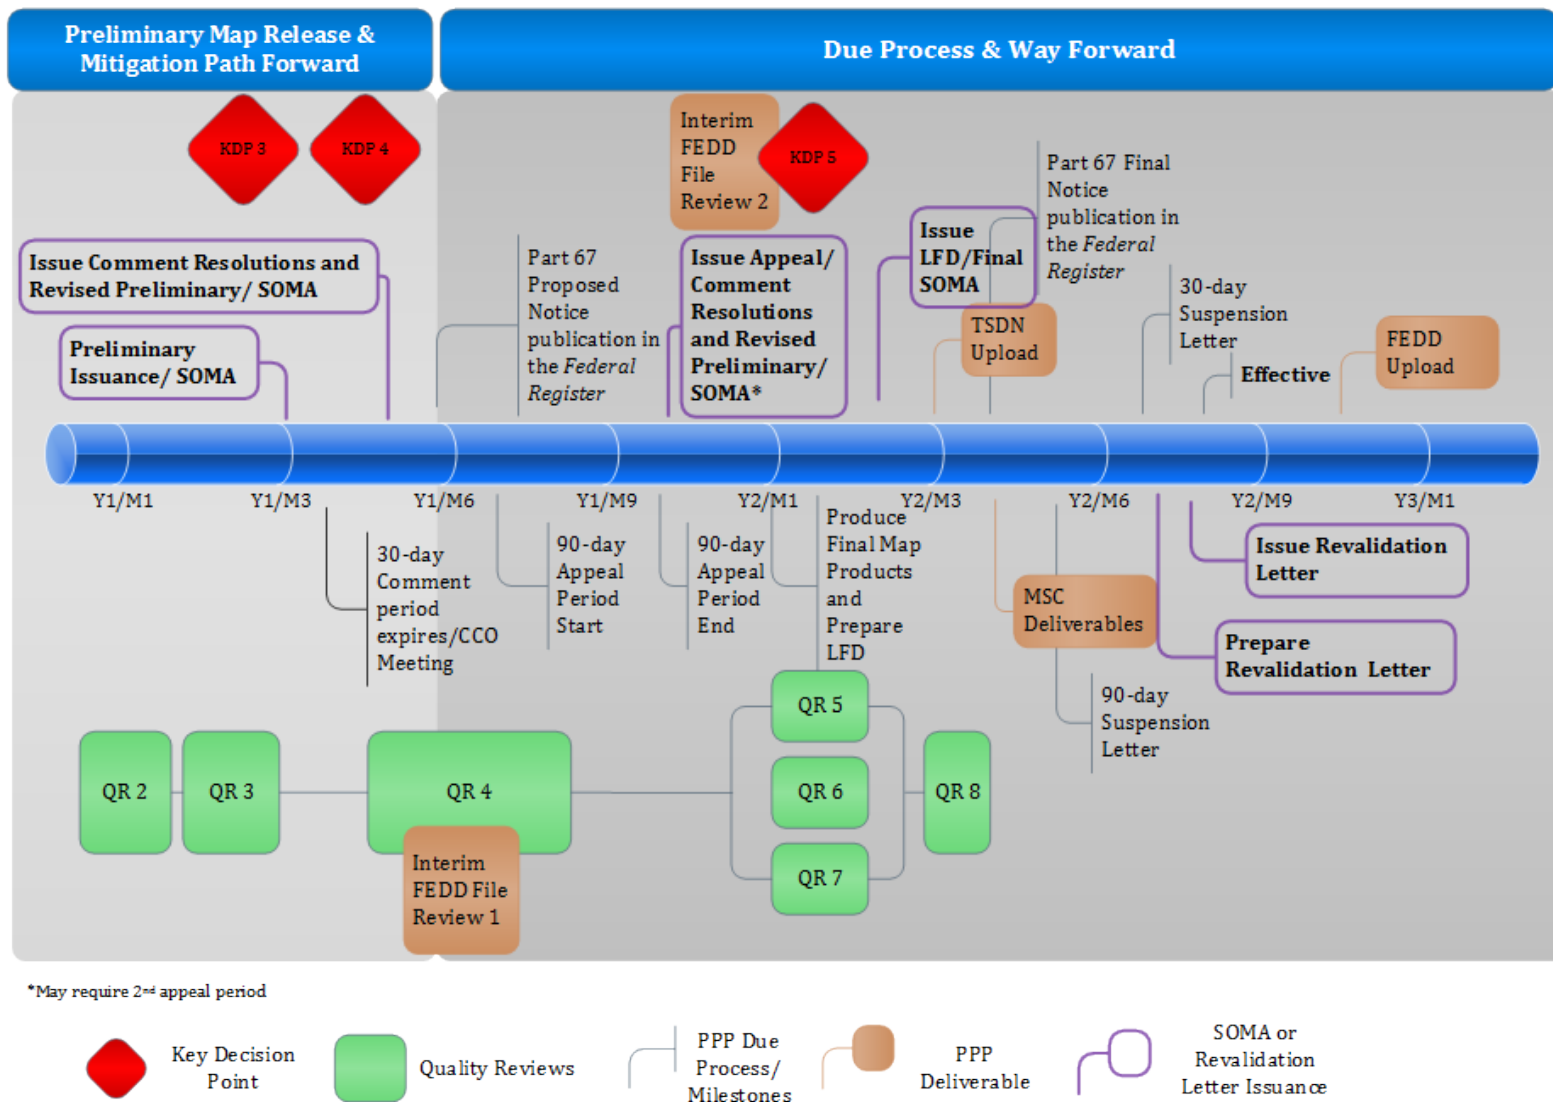 Preliminary Map Release &
Mitigation Path Forward
Due Process & Way Forward
KDP 3
KDP 4
Interim
FEDD
File
Review 2
KDP 5
Issue Comment Resolutions and
Revised Preliminary/ SOMA
Preliminary
Issuance/ SOMA
Part 67
Proposed
Notice
publication in
the Federal
Register
Issue Appeal/
Comment
Resolutions
and Revised
Preliminary/
SOMA*
Issue
LFD/Final
SOMA
TSDN
Upload
Part 67 Final
Notice
publication in
the Federal
Register
30-day
Suspension
Letter
Effective
FEDD
Upload
Y1/M1
Y1/M3
Y1/M6
Y1/M9
Y2/M1
Y2/M3
Y2/M6
Y2/M9
Y3/M1
30-day
Comment
period
expires/CCO
Meeting
90-day
Appeal
Period
Start
90-day
Appeal
Period
End
Produce
Final Map
Products
and
Prepare
LFD
MSC
Deliverables
90-day
Suspension
Letter
Issue Revalidation
Letter
Prepare
Revalidation Letter
QR 2
QR 3
QR 4
Interim
FEDD File
Review 1
QR 5
QR 6
QR 7
QR 8
*May require 2nd appeal period
Key Decision
Point
Quality Reviews
PPP Due
Process/
Milestones
PPP
Deliverable
SOMA or
Revalidation
Letter Issuance